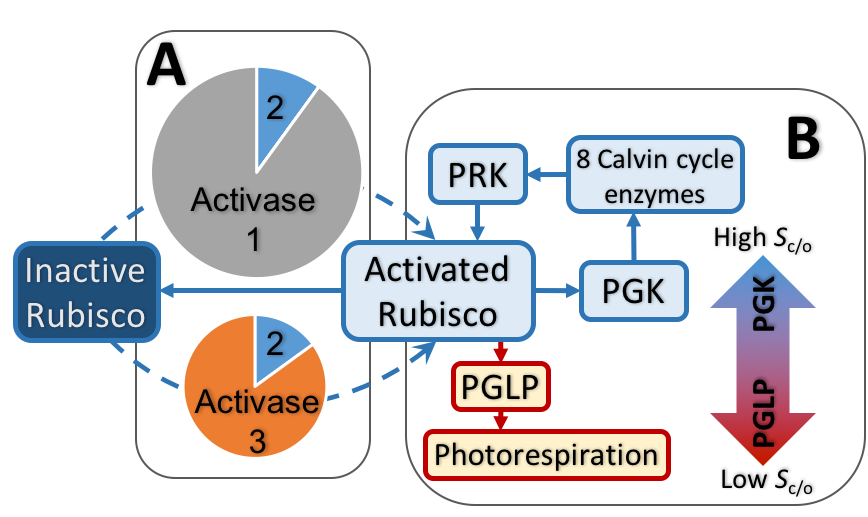 A
2
Activase
1
Inactive
Rubisco
2
Activase
3
B
PRK
8 Calvin cycle
enzymes
Activated
Rubisco
PGK
PGLP
Photorespiration
High Sc/o
PGK
PGLP
Low Sc/o